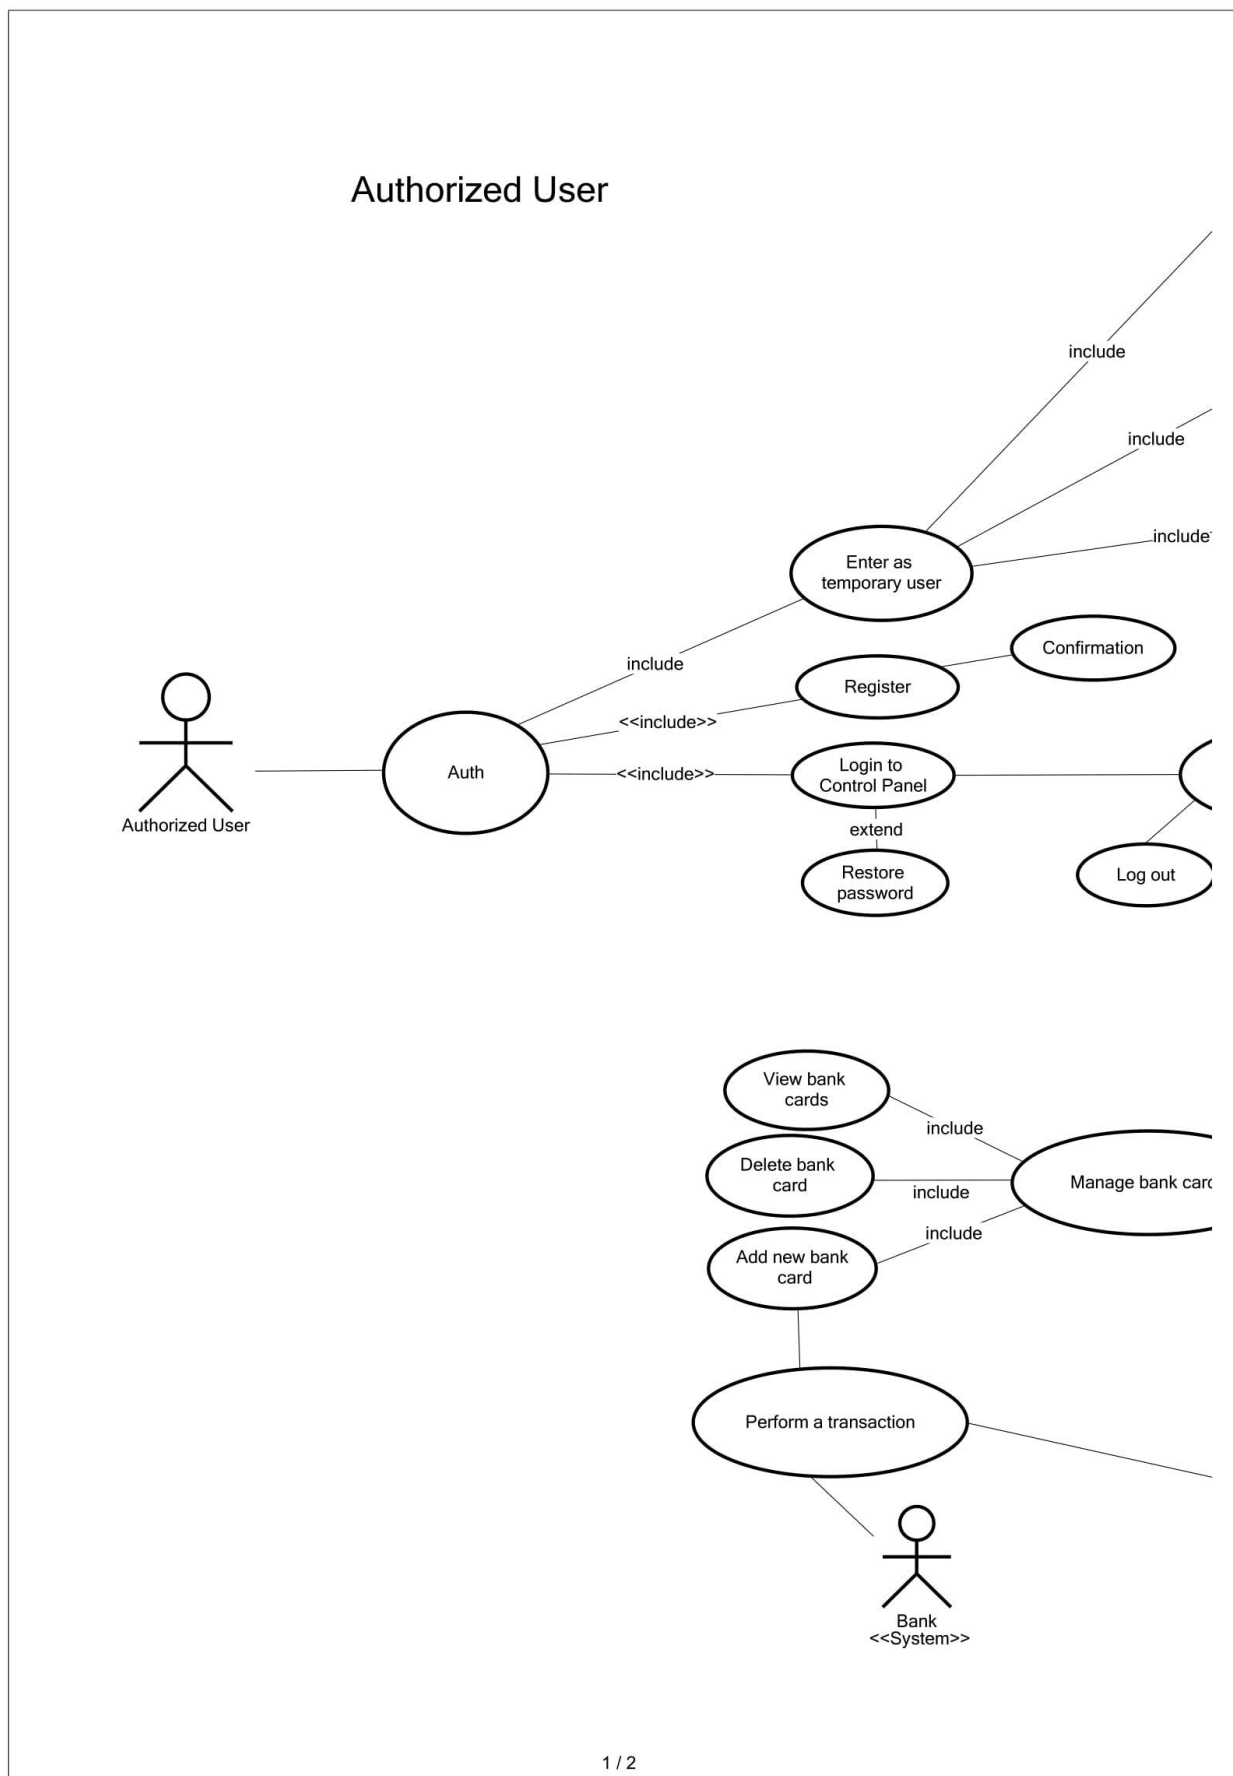 Authorized User
include
include
include
Enter as
temporary user
Confirmation
include
Register
<<include>>
Auth
<<include>>
Login to
Control Panel
Authorized User
extend
Restore
password
Log out
View bank
cards
include
Delete bank
card
include
Manage bank
include
Add new bank
card
Perform a transaction
Bank
<<System>>
1 / 2